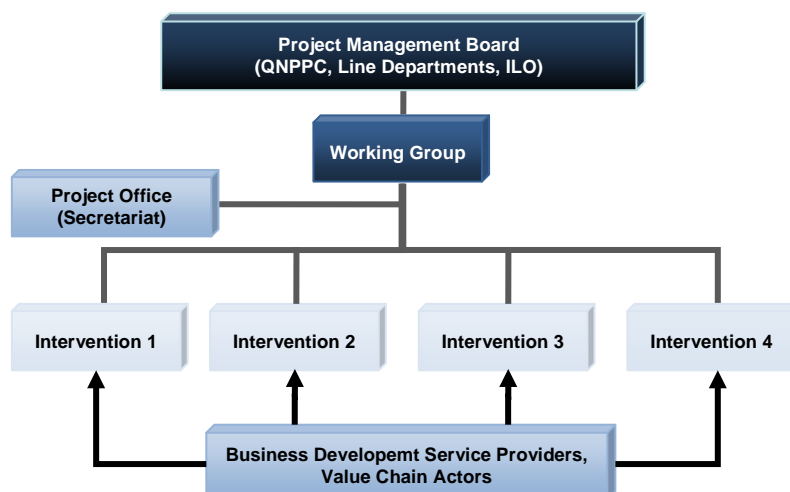 Project Management Board
(QNPPC, Line Departments, ILO)
Working Group
Project Office
(Secretariat)
Intervention 1
Intervention 2
Intervention 3
Intervention 4
Business Developemt Service Providers,
Value Chain Actors